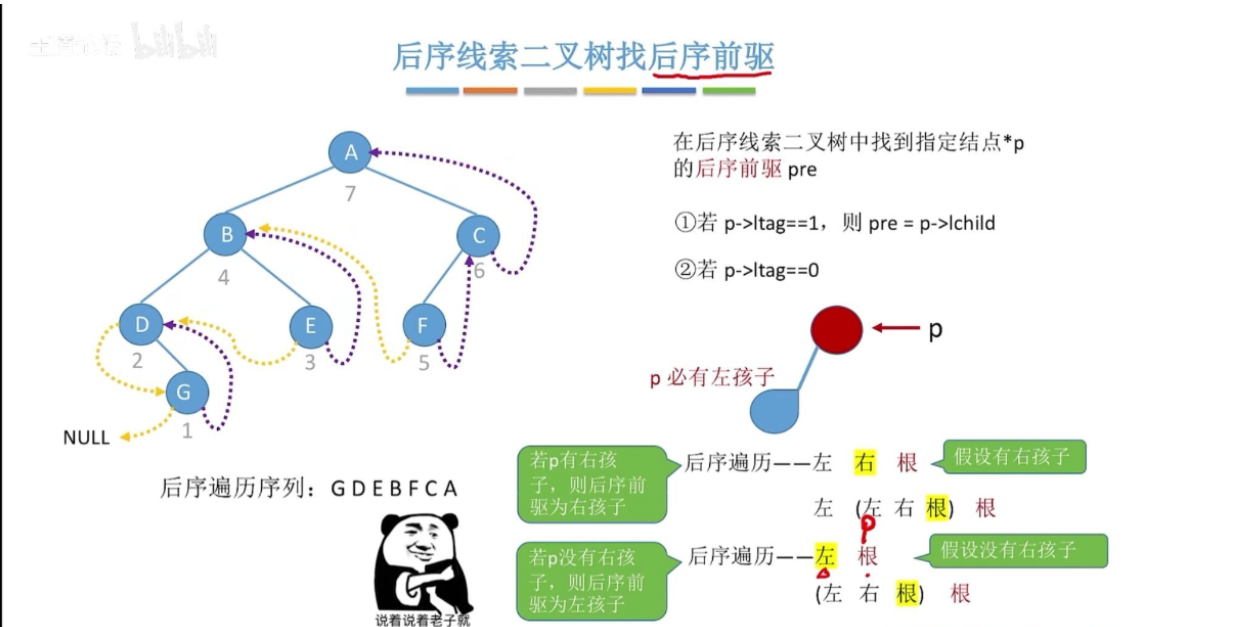 bilibili
后序线索二叉树找后序前驱
在后序线索二叉树中找到指定结点*p
的后序前驱 pre
①若 p->ltag==1，则 pre = p->lchild
②若 p->ltag==0
A
7
B
C
4
6
D
E
F
2
3
5
G
1
NULL
p
p 必有左孩子
后序遍历序列：G D E B F C A
若p有右孩
子，则后序前
驱为右孩子
后序遍历——左 右 根
假设有右孩子
左 (左 右 根) 根
p
若p没有右孩
子，则后序前
驱为左孩子
后序遍历——左 根
假设没有右孩子
(左 右 根) 根
说着说着老子就